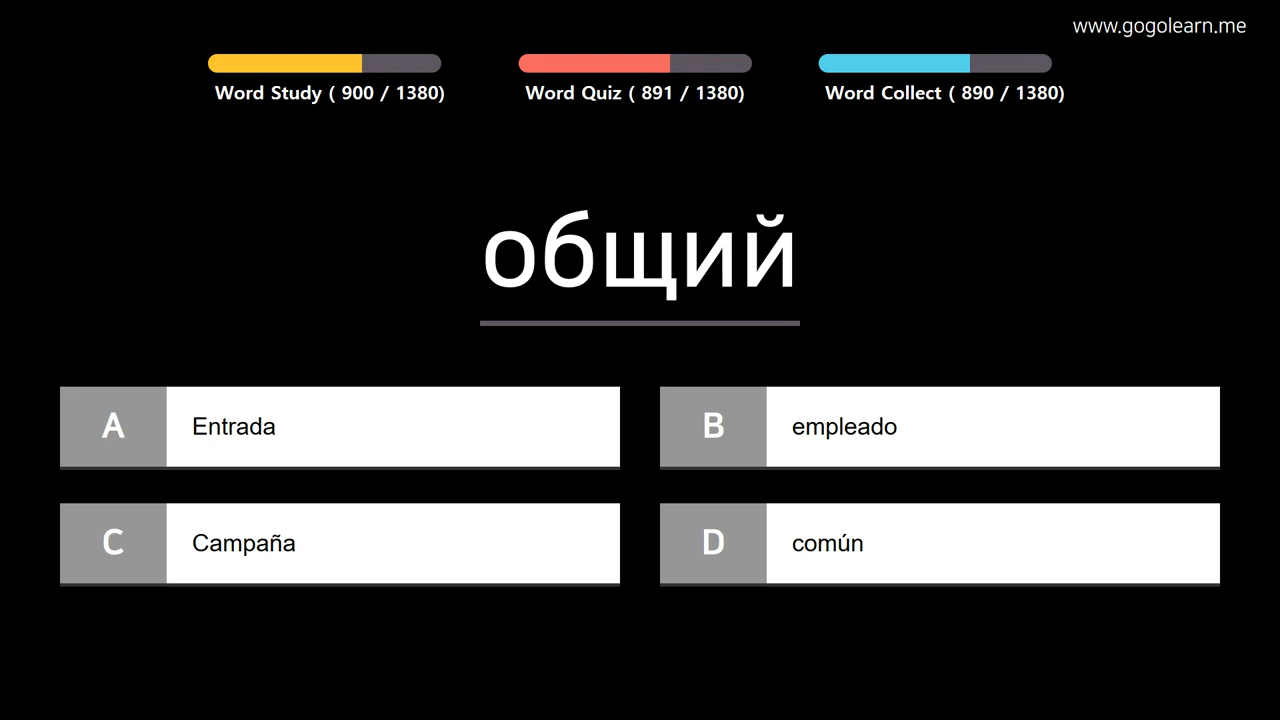 www.gogolearn.me
Word Study ( 900 / 1380)
Word Quiz ( 891 / 1380)
Word Collect ( 890 / 1380)
общий
A Entrada
B empleado
C Campaña
D común